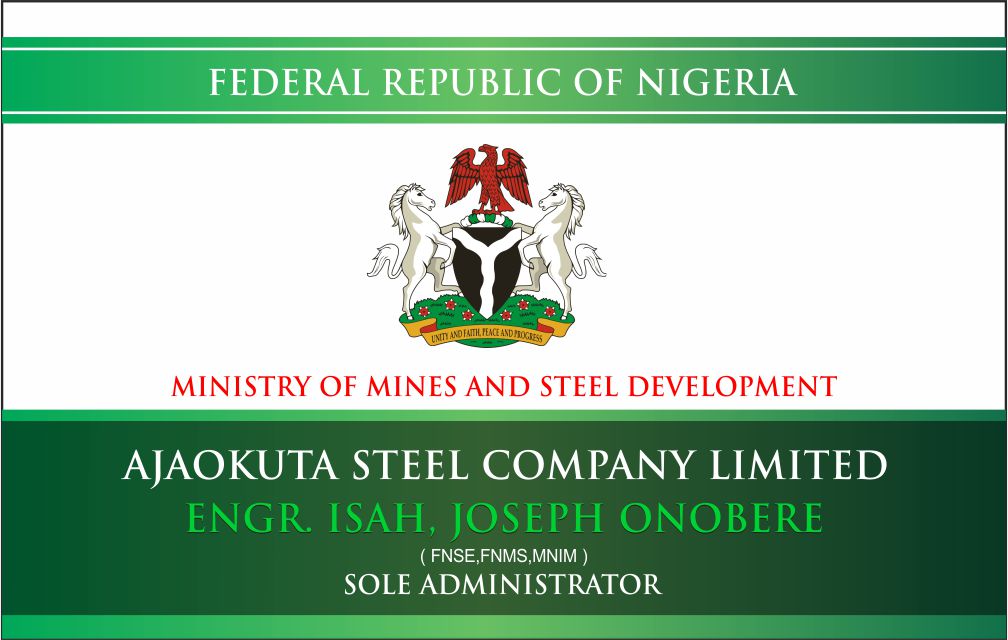 FEDERAL REPUBLIC OF NIGERIA
UNITY AND FAITH, PEACE AND PROGRESS
MINISTRY OF MINES AND STEEL DEVELOPMENT
AJAOKUTA STEEL COMPANY LIMITED
ENGR. ISAH, JOSEPH ONOBERE
( FNSE,FNMS,MNIM )
SOLE ADMINISTRATOR